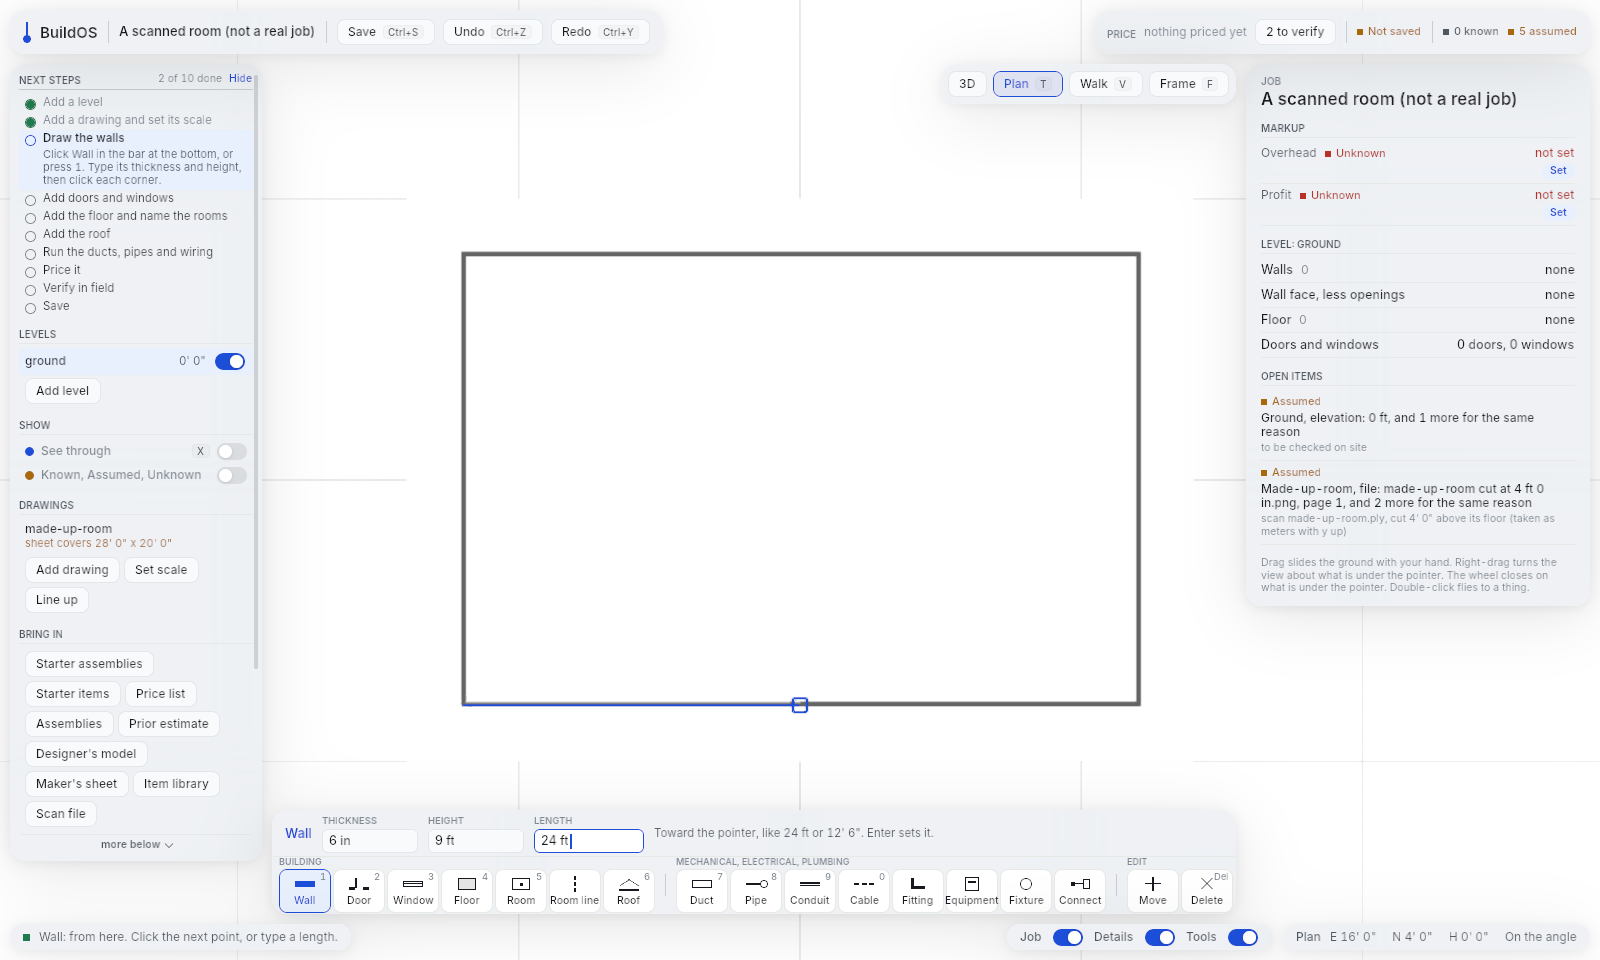 BuildOS
A scanned room (not a real job)
Save Ctrl+S
Undo Ctrl+Z
Redo Ctrl+Y
PRICE nothing priced yet
2 to verify
Not saved
0 known
5 assumed
3D
Plan T
Walk V
Frame F
NEXT STEPS
2 of 10 done Hide
Add a level
Add a drawing and set its scale
Draw the walls
Click Wall in the bar at the bottom, or
press 1. Type its thickness and height,
then click each corner.
Add doors and windows
Add the floor and name the rooms
Add the roof
Run the ducts, pipes and wiring
Price it
Verify in field
Save
LEVELS
ground 0' 0"
Add level
SHOW
See through X
Known, Assumed, Unknown
DRAWINGS
made-up-room
sheet covers 28' 0" x 20' 0"
Add drawing Set scale
Line up
BRING IN
Starter assemblies
Starter items Price list
Assemblies Prior estimate
Designer's model
Maker's sheet Item library
Scan file
more below
JOB
A scanned room (not a real job)
MARKUP
Overhead Unknown not set
Set
Profit Unknown not set
Set
LEVEL: GROUND
Walls 0 none
Wall face, less openings none
Floor 0 none
Doors and windows 0 doors, 0 windows
OPEN ITEMS
Assumed
Ground, elevation: 0 ft, and 1 more for the same
reason
to be checked on site
Assumed
Made-up-room, file: made-up-room cut at 4 ft 0
in.png, page 1, and 2 more for the same reason
scan made-up-room.ply, cut 4' 0" above its floor (taken as
meters with y up)
Drag slides the ground with your hand. Right-drag turns the
view about what is under the pointer. The wheel closes on
what is under the pointer. Double-click flies to a thing.
Wall
THICKNESS
6 in
HEIGHT
9 ft
LENGTH
24 ft
Toward the pointer, like 24 ft or 12' 6". Enter sets it.
BUILDING
Wall 1
Door 2
Window 3
Floor 4
Room 5
Room line
Roof 6
MECHANICAL, ELECTRICAL, PLUMBING
Duct 7
Pipe 8
Conduit 9
Cable 0
Fitting
Equipment
Fixture
Connect
EDIT
Move
Delete Del
Wall: from here. Click the next point, or type a length.
Job
Details
Tools
Plan E 16' 0" N 4' 0" H 0' 0" On the angle